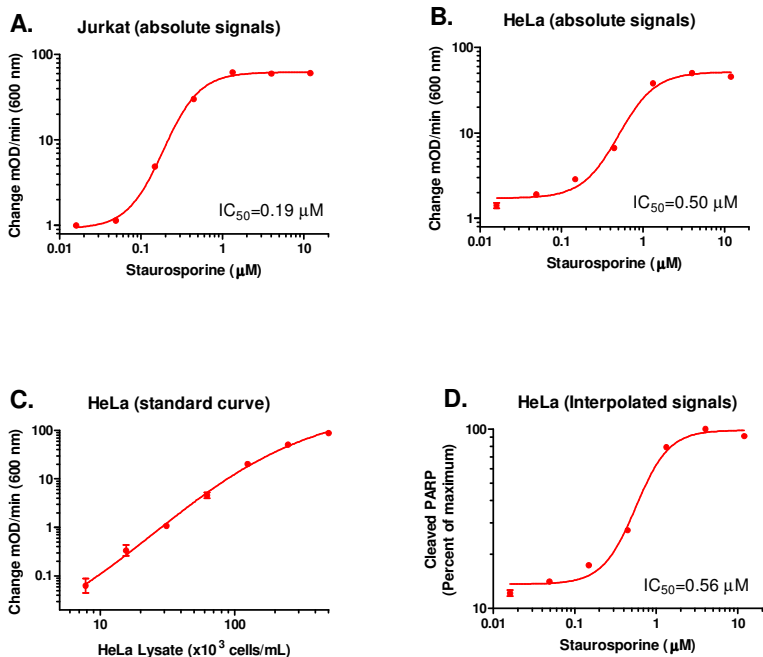 A.
Jurkat (absolute signals)
Change mOD/min (600 nm)
100
10
1
0.01
0.1
1
10
IC50=0.19 µM
Staurosporine (µM)
B.
HeLa (absolute signals)
Change mOD/min (600 nm)
100
10
1
0.01
0.1
1
10
IC50=0.50 µM
Staurosporine (µM)
C.
HeLa (standard curve)
Change mOD/min (600 nm)
100
10
1
0.1
10
100
HeLa Lysate (x10³ cells/mL)
D.
HeLa (Interpolated signals)
Cleaved PARP
(Percent of maximum)
100
10
0.01
0.1
1
10
IC50=0.56 µM
Staurosporine (µM)